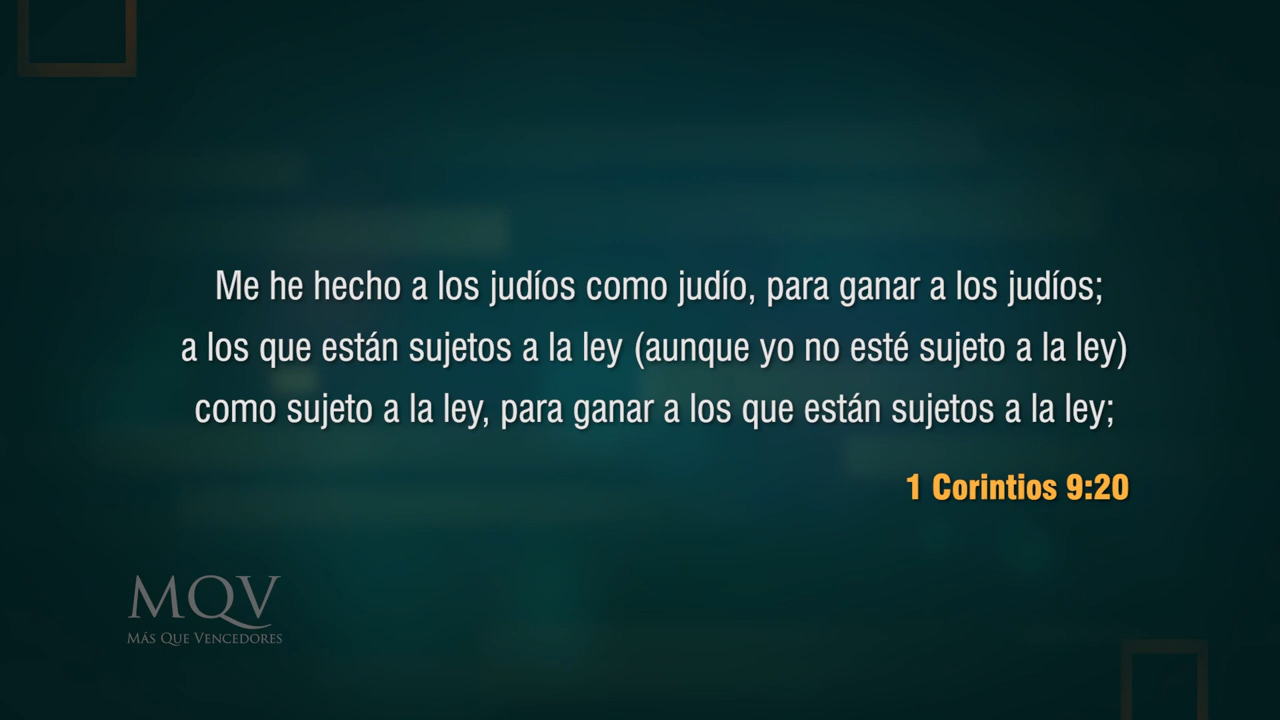 Me he hecho a los judíos como judío, para ganar a los judíos;
a los que están sujetos a la ley (aunque yo no esté sujeto a la ley)
como sujeto a la ley, para ganar a los que están sujetos a la ley;
1 Corintios 9:20
MQV
Más Que Vencedores